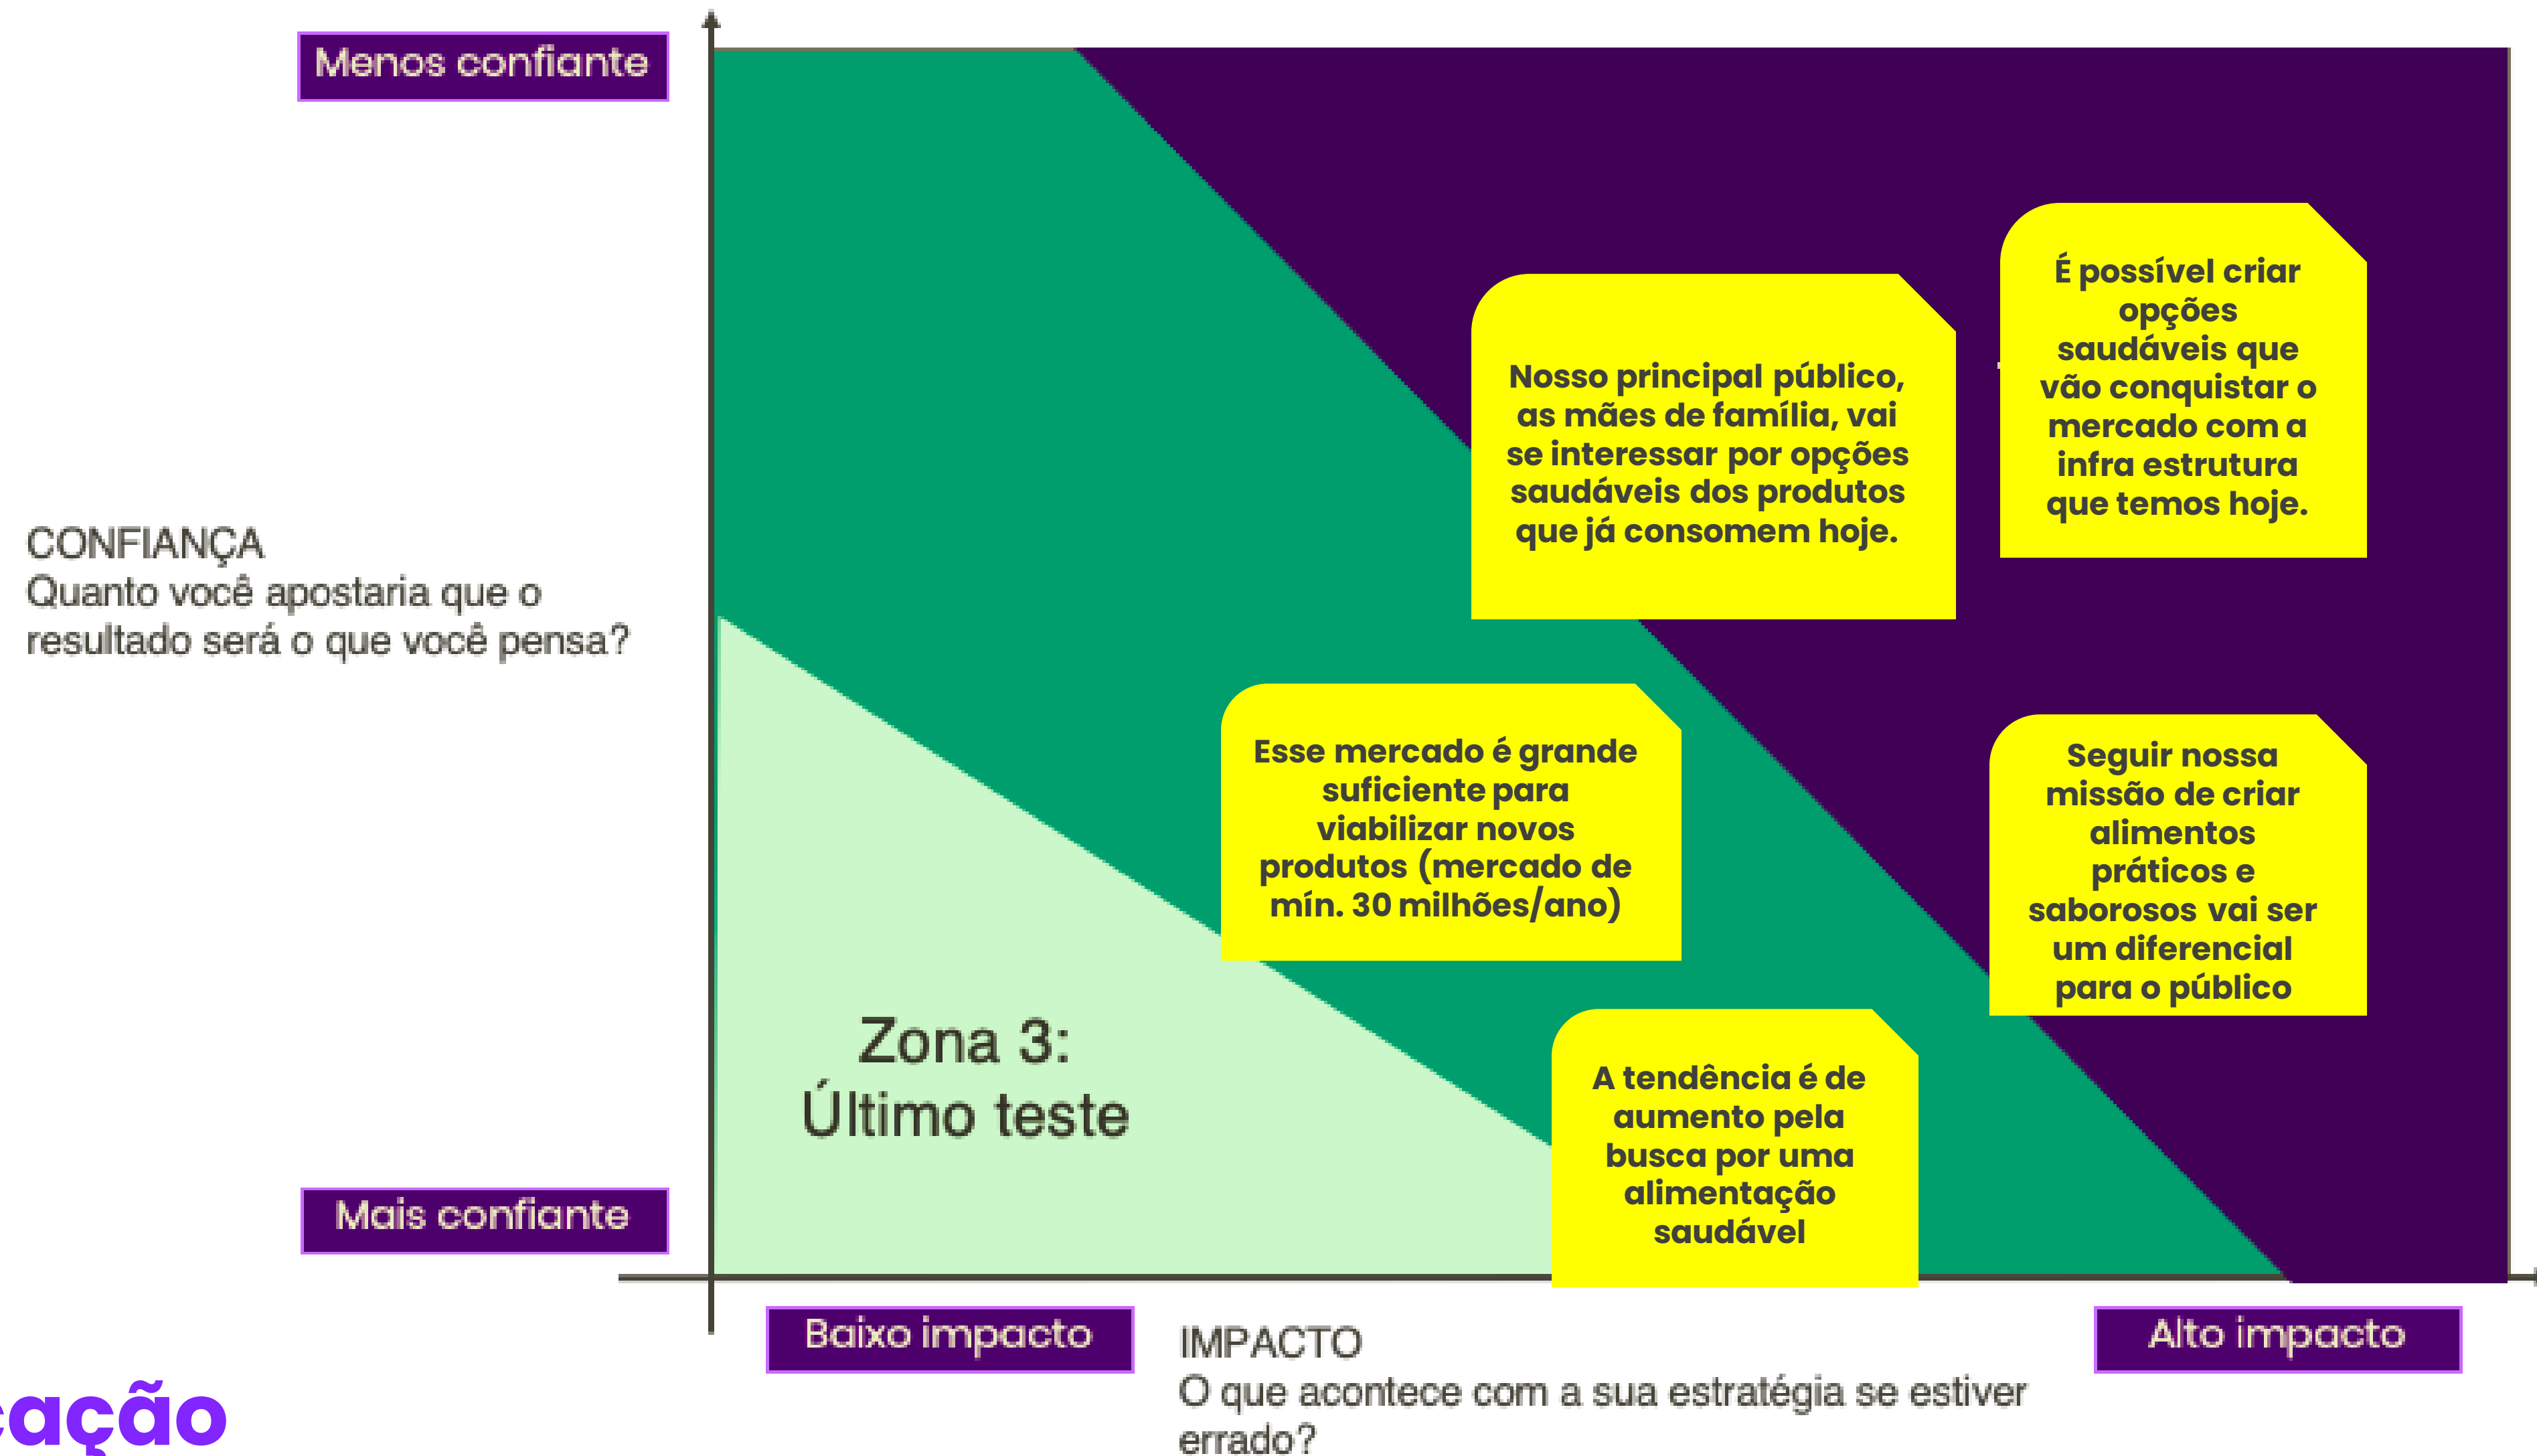 Menos confiante
É possível criar
opções
saudáveis que
vão conquistar o
mercado com a
infra estrutura
que temos hoje.
Nosso principal público,
as mães de família, vai
se interessar por opções
saudáveis dos produtos
que já consomem hoje.
CONFIANÇA
Quanto você apostaria que o
resultado será o que você pensa?
Esse mercado é grande
suficiente para
viabilizar novos
produtos (mercado de
mín. 30 milhões/ano)
Seguir nossa
missão de criar
alimentos
práticos e
saborosos vai ser
um diferencial
para o público
Zona 3:
Último teste
A tendência é de
aumento pela
busca por uma
alimentação
saudável
Mais confiante
Baixo impacto
IMPACTO
O que acontece com a sua estratégia se estiver
errado?
Alto impacto